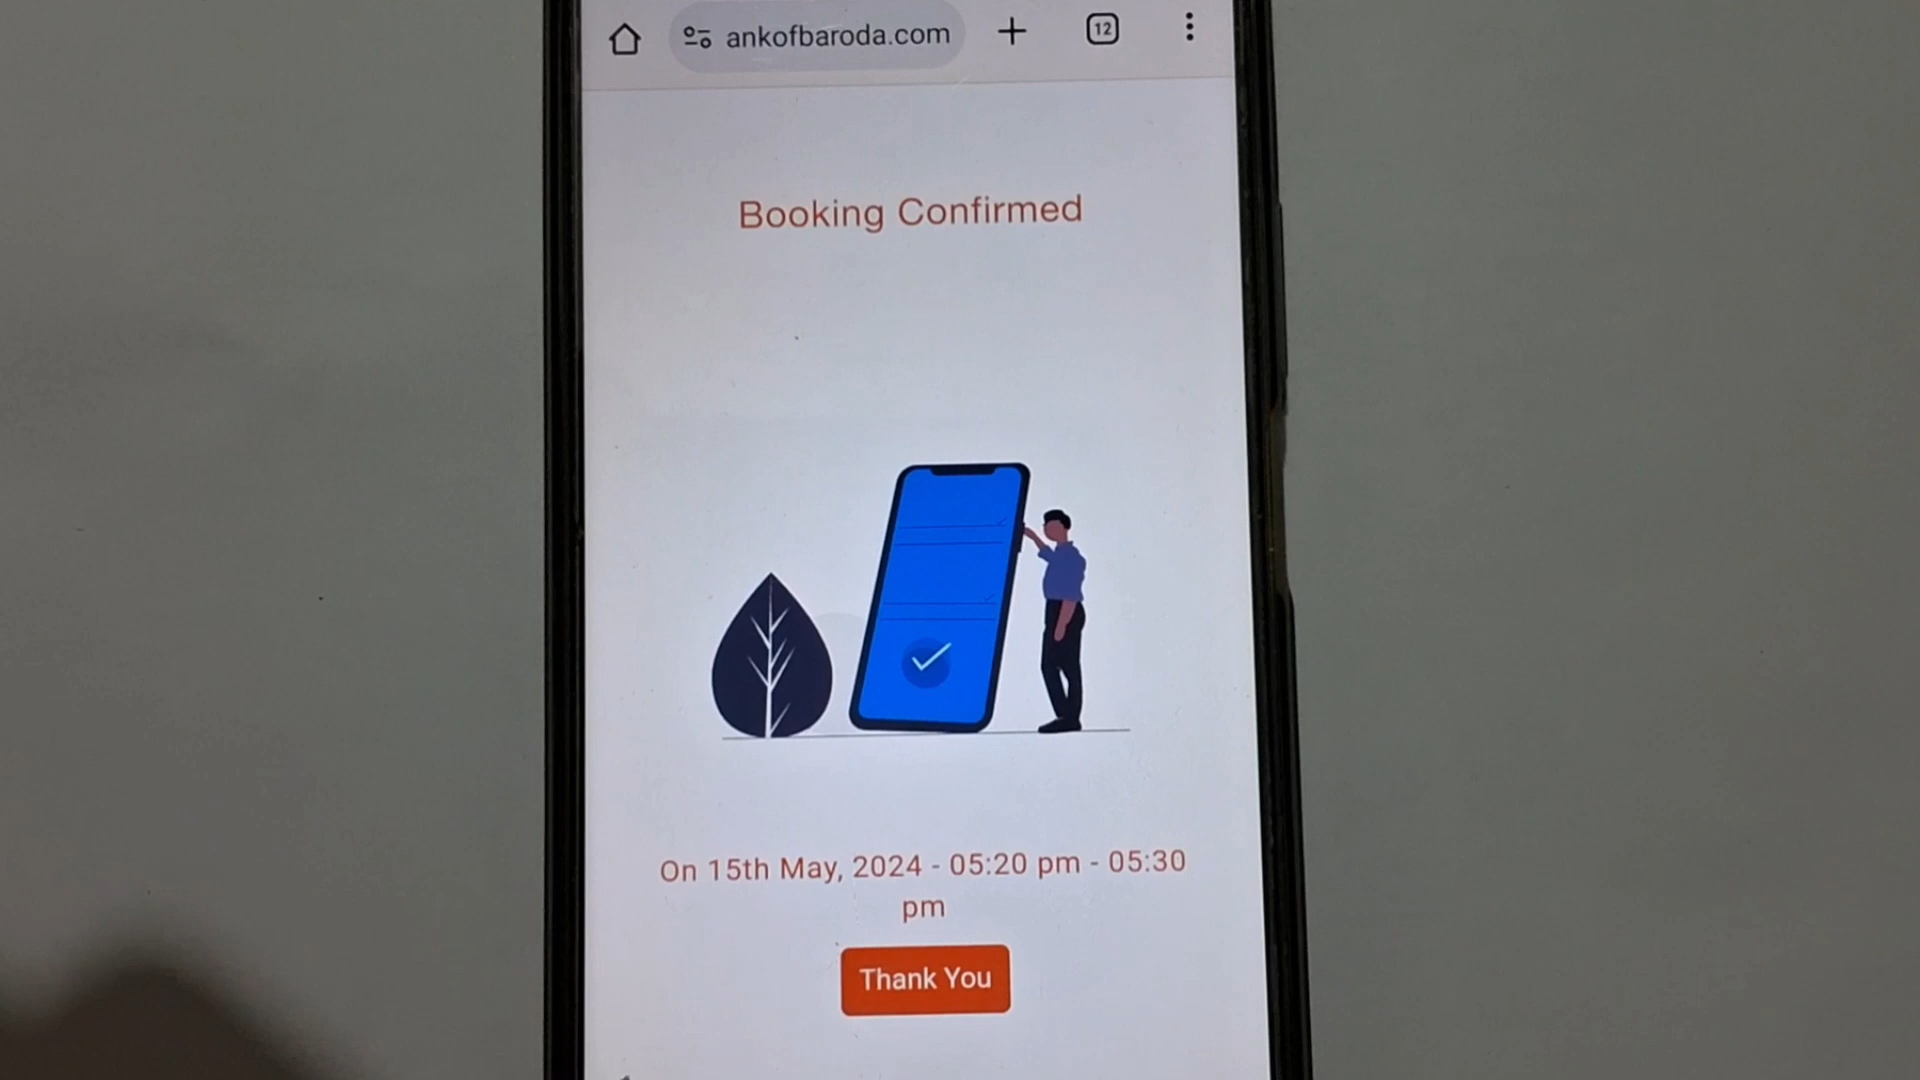 ankofbaroda.com
12
Booking Confirmed
On 15th May, 2024 - 05:20 pm - 05:30
pm
Thank You